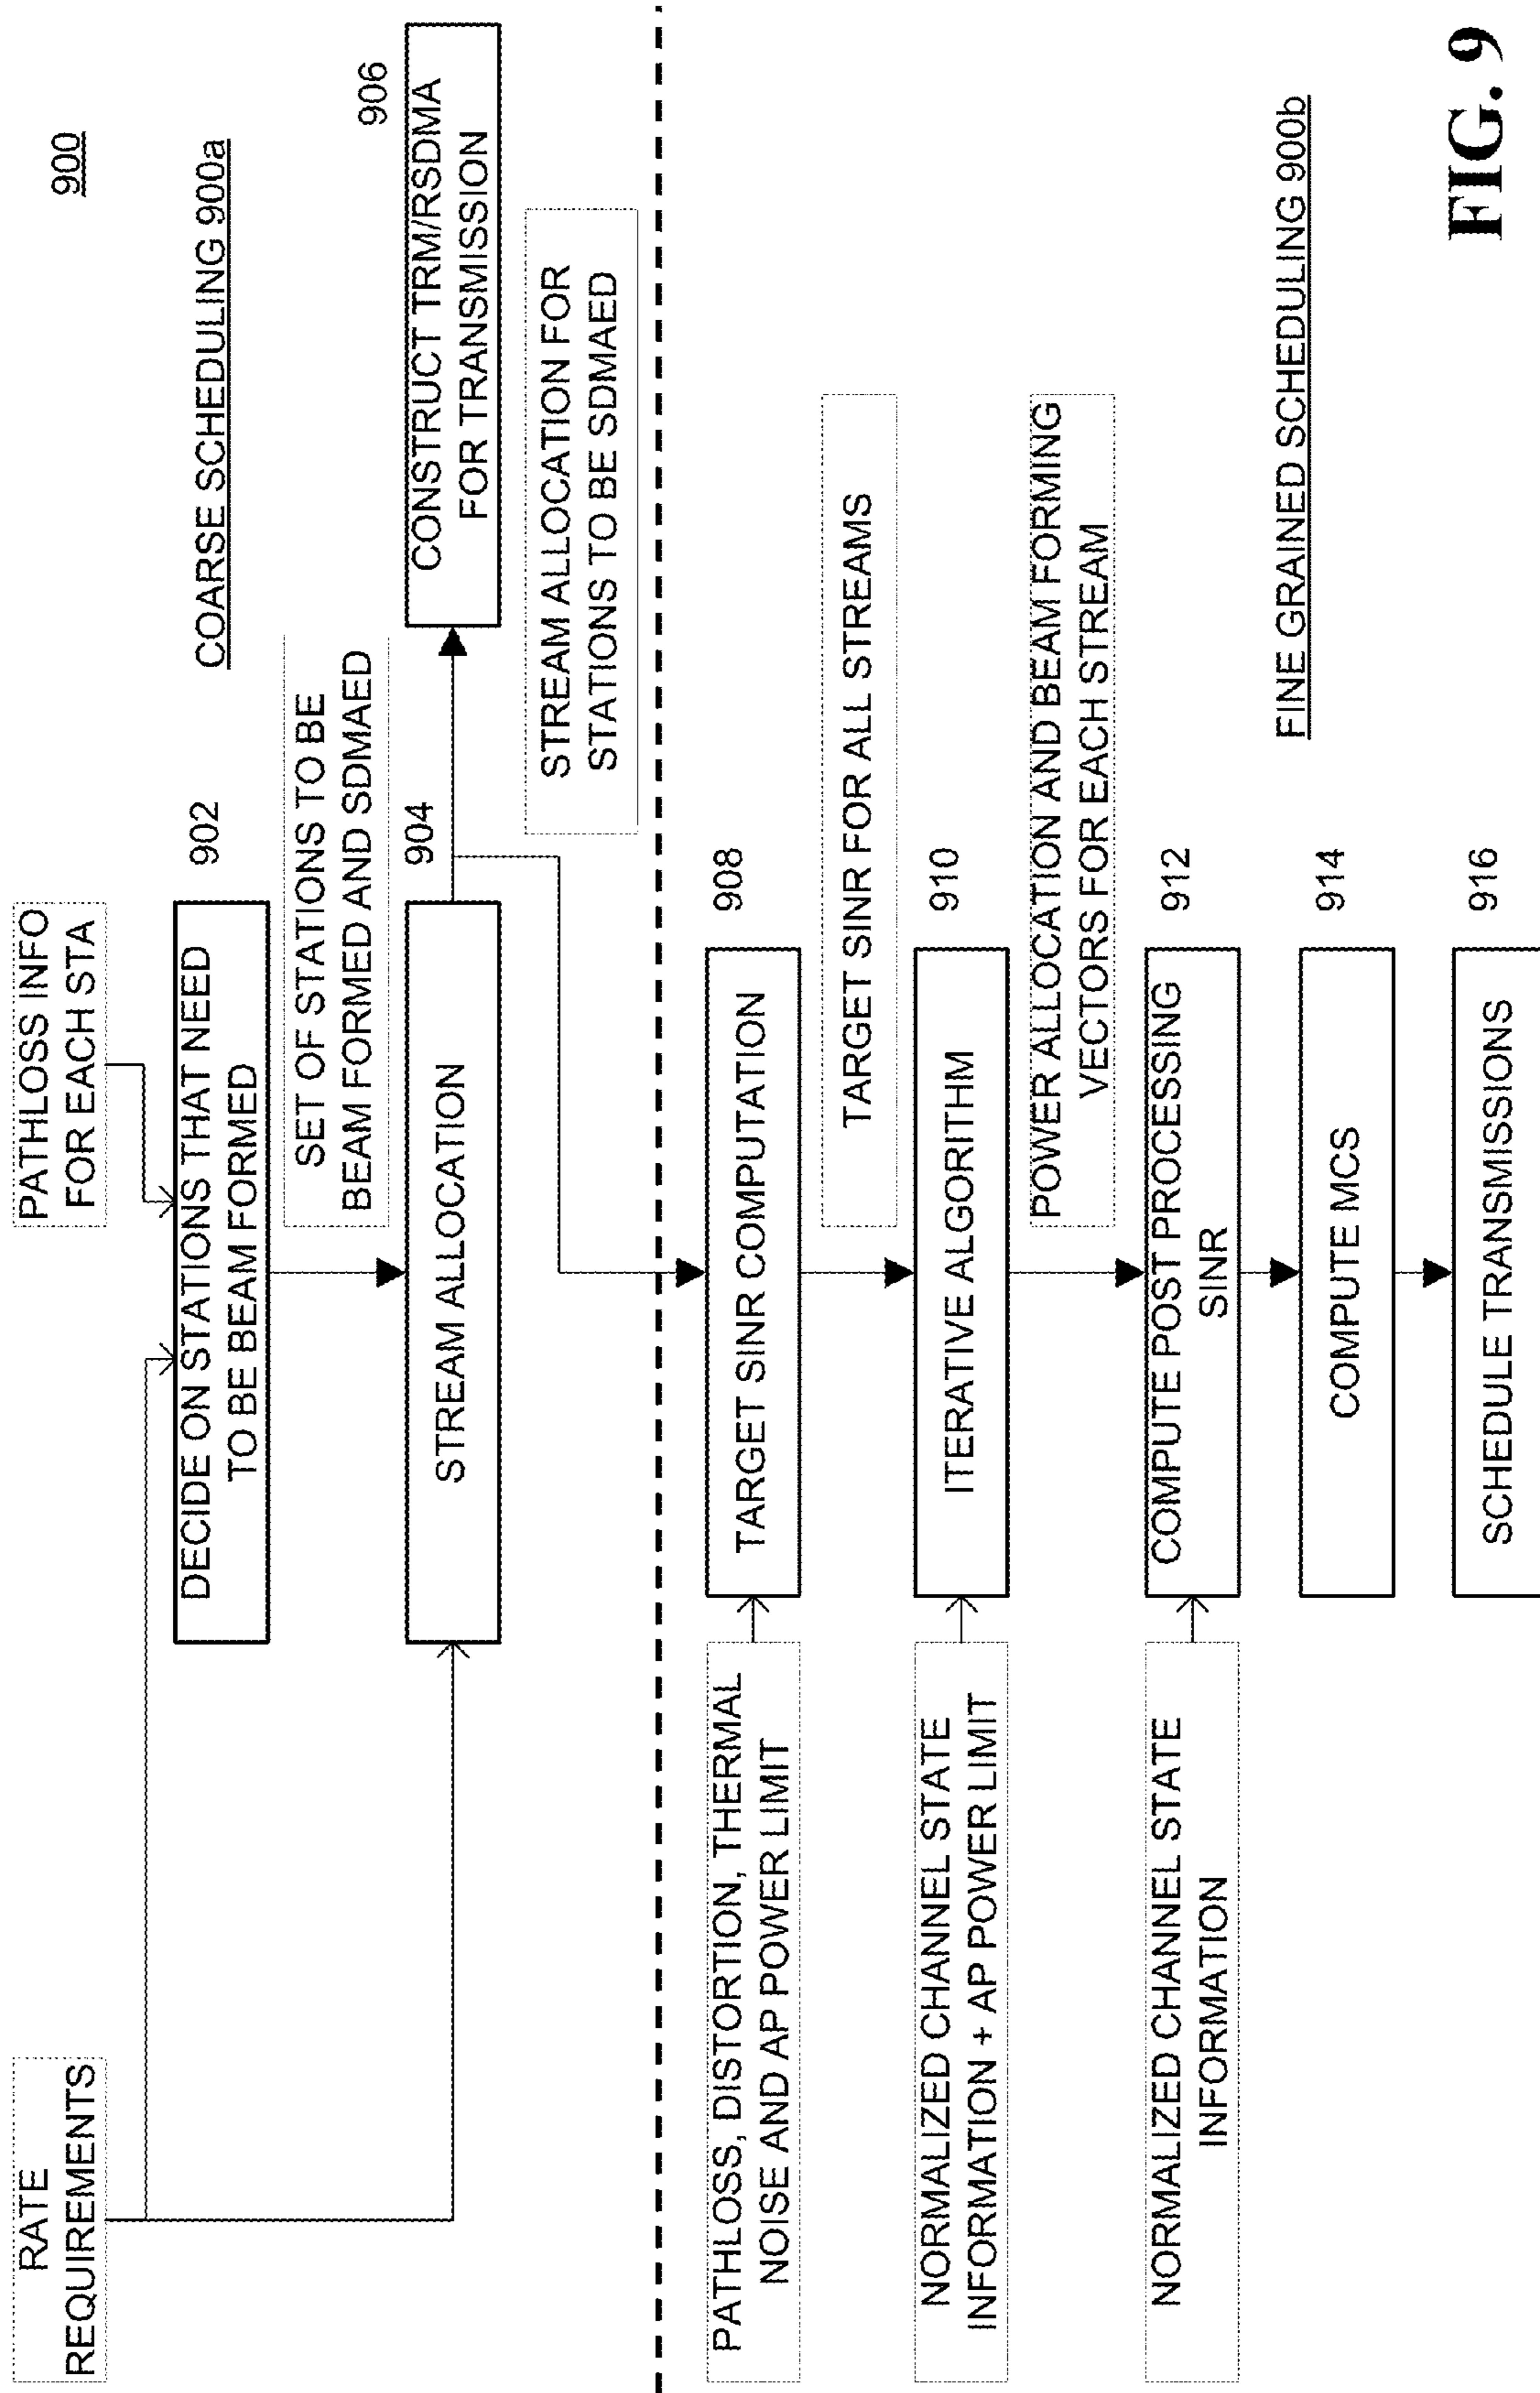 900
RATE
REQUIREMENTS
PATHLOSS INFO
FOR EACH STA
COARSE SCHEDULING 900a
DECIDE ON STATIONS THAT NEED
TO BE BEAM FORMED
902
SET OF STATIONS TO BE
BEAM FORMED AND SDMAED
STREAM ALLOCATION
904
CONSTRUCT TRM/RSDMA
FOR TRANSMISSION
906
STREAM ALLOCATION FOR
STATIONS TO BE SDMAED
PATHLOSS, DISTORTION, THERMAL
NOISE AND AP POWER LIMIT
TARGET SINR COMPUTATION
908
TARGET SINR FOR ALL STREAMS
NORMALIZED CHANNEL STATE
INFORMATION + AP POWER LIMIT
ITERATIVE ALGORITHM
910
POWER ALLOCATION AND BEAM FORMING
VECTORS FOR EACH STREAM
NORMALIZED CHANNEL STATE
INFORMATION
COMPUTE POST PROCESSING
SINR
912
COMPUTE MCS
914
SCHEDULE TRANSMISSIONS
916
FINE GRAINED SCHEDULING 900b
FIG. 9